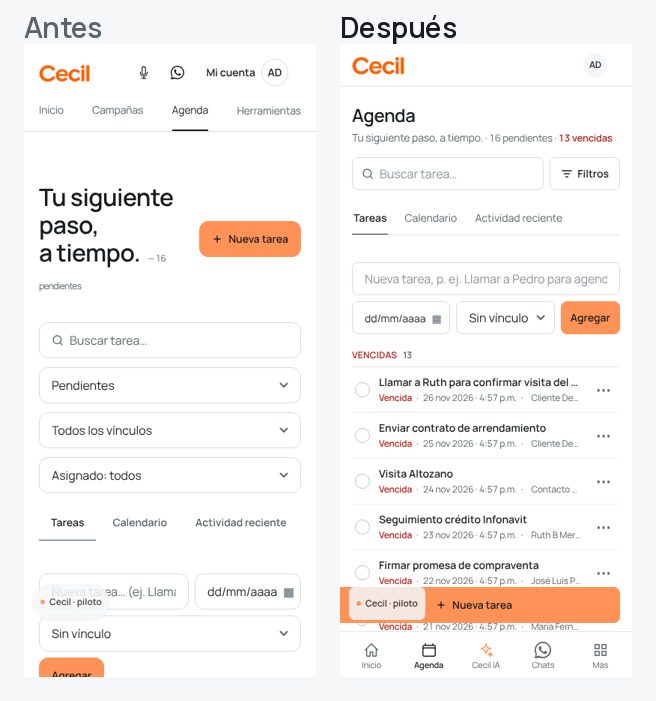 Antes
Cecil
Mi cuenta
AD
Inicio
Campañas
Agenda
Herramientas
Tu siguiente
paso,
a tiempo. — 16
pendientes
+ Nueva tarea
Buscar tarea...
Pendientes
Todos los vínculos
Asignado: todos
Tareas
Calendario
Actividad reciente
Nueva tarea... (ej. Llama
dd/mm/aaaa
Cecil · piloto
Sin vínculo
Agregar
Después
Cecil
AD
Agenda
Tu siguiente paso, a tiempo. · 16 pendientes · 13 vencidas
Buscar tarea...
Filtros
Tareas
Calendario
Actividad reciente
Nueva tarea, p. ej. Llamar a Pedro para agenc
dd/mm/aaaa
Sin vínculo
Agregar
VENCIDAS 13
Llamar a Ruth para confirmar visita del ...
Vencida · 26 nov 2026 · 4:57 p.m. · Cliente De...
Enviar contrato de arrendamiento
Vencida · 25 nov 2026 · 4:57 p.m. · Cliente De...
Visita Altozano
Vencida · 24 nov 2026 · 4:57 p.m. · Contacto ...
Seguimiento crédito Infonavit
Vencida · 23 nov 2026 · 4:57 p.m. · Ruth B Mer...
Firmar promesa de compraventa
Vencida · 22 nov 2026 · 4:57 p.m. · José Luis P...
Cecil · piloto
+ Nueva tarea
Vencida · 21 nov 2026 · 4:57 p.m. · María Fern...
Inicio
Agenda
Cecil IA
Chats
Más